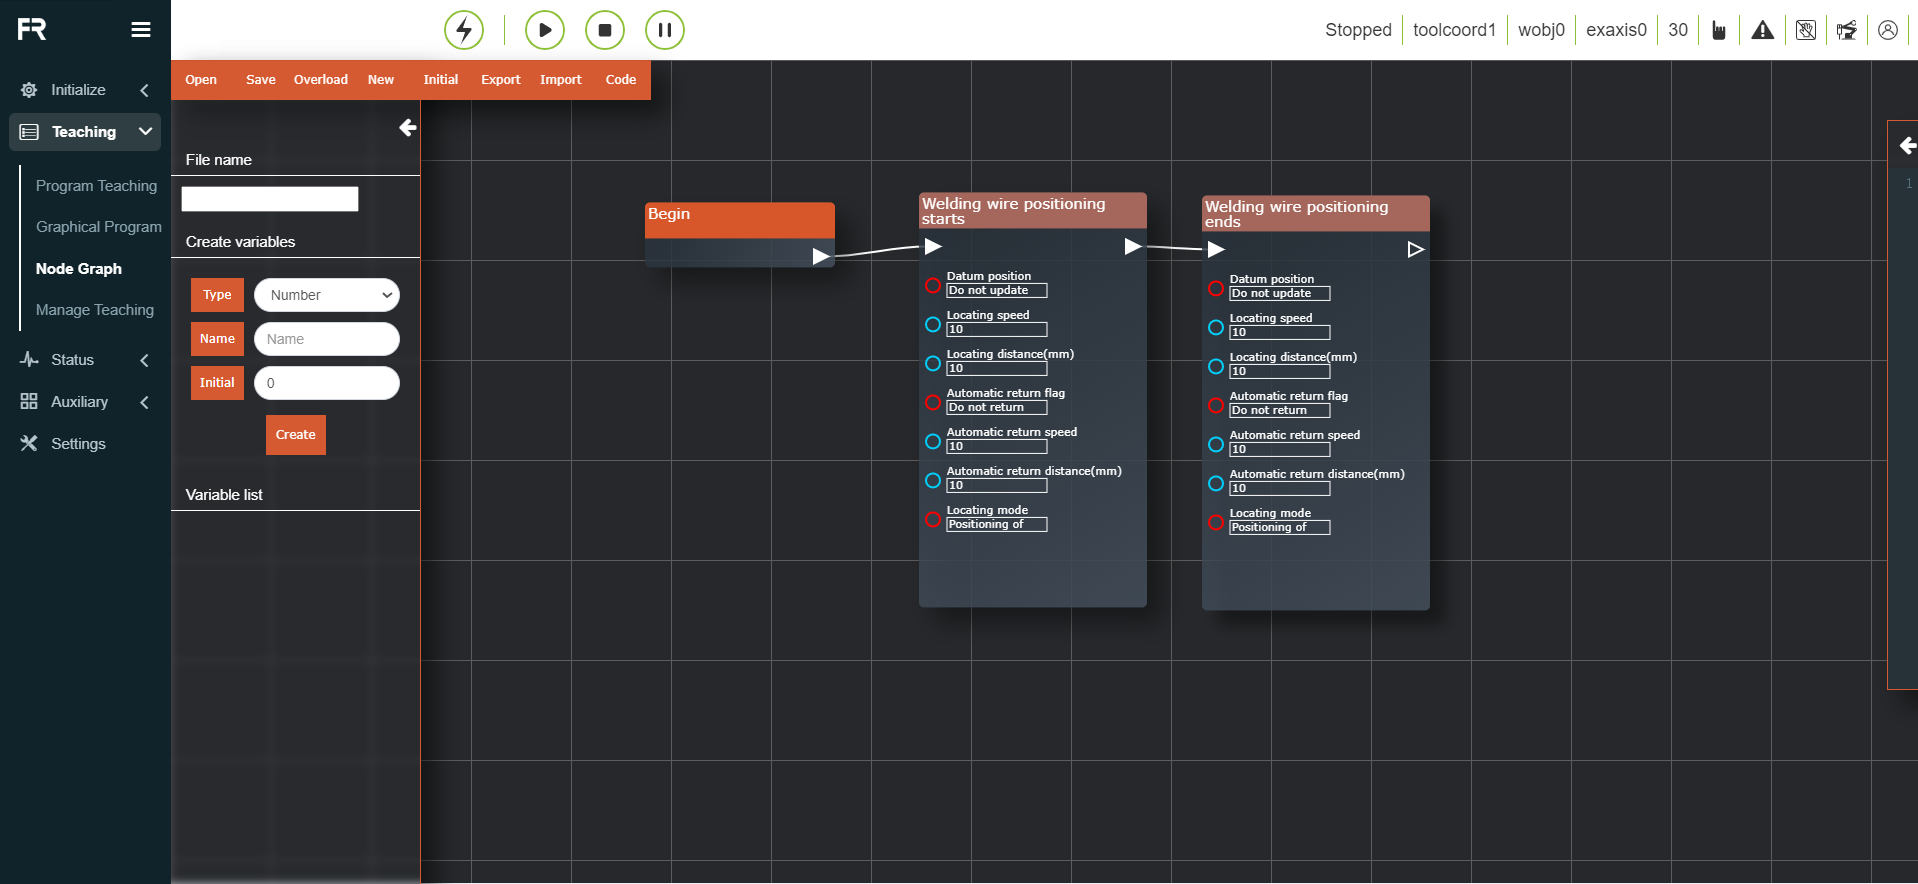 FR
Stopped
toolcoord1
wobj0
exaxis0
30
Initialize
Teaching
Program Teaching
Graphical Program
Node Graph
Manage Teaching
Status
Auxiliary
Settings
Open
Save
Overload
New
Initial
Export
Import
Code
File name
Create variables
Type
Number
Name
Name
Initial
0
Create
Variable list
Begin
Welding wire positioning
starts
Datum position
Do not update
Locating speed
10
Locating distance(mm)
10
Automatic return flag
Do not return
Automatic return speed
10
Automatic return distance(mm)
10
Locating mode
Positioning of
Welding wire positioning
ends
Datum position
Do not update
Locating speed
10
Locating distance(mm)
10
Automatic return flag
Do not return
Automatic return speed
10
Automatic return distance(mm)
10
Locating mode
Positioning of
1